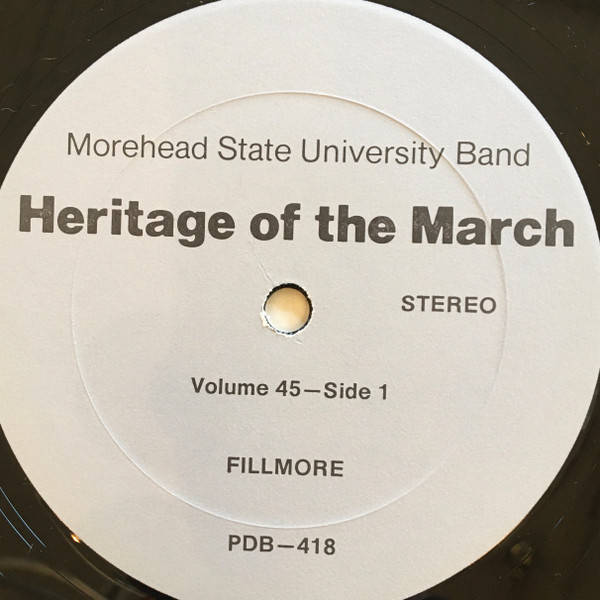 Morehead State University Band
Heritage of the March
STEREO
Volume 45—Side 1
FILLMORE
PDB—418